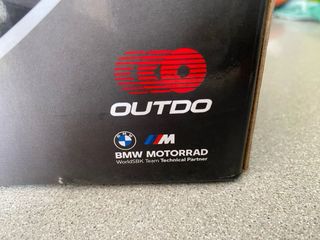 OUTDO
M
BMW MOTORRAD
WorldSBK Team Technical Partner